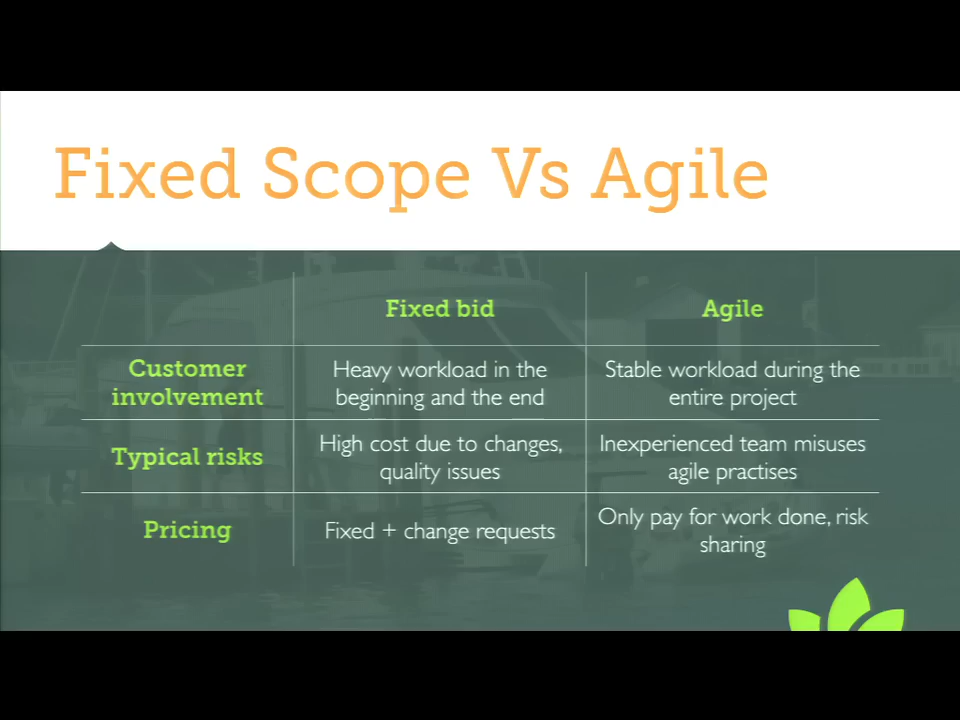 Fixed Scope Vs Agile
Fixed bid
Agile
Customer
involvement
Heavy workload in the
beginning and the end
Stable workload during the
entire project
Typical risks
High cost due to changes,
quality issues
Inexperienced team misuses
agile practises
Pricing
Fixed + change requests
Only pay for work done, risk
sharing